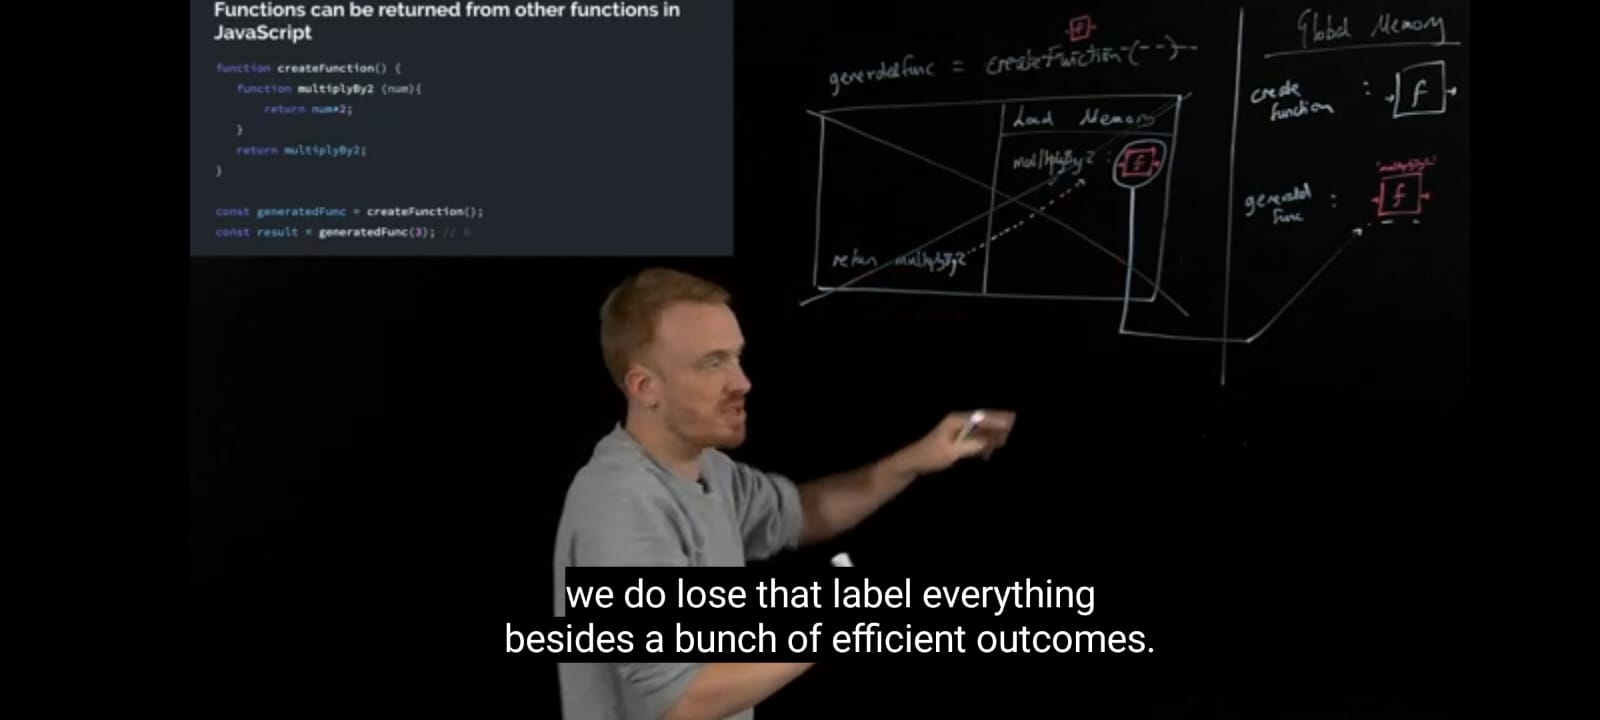 Functions can be returned from other functions in
JavaScript
function createFunction() {
function multiplyBy2 (num){
return num*2;
}
return multiplyBy2;
}
const generatedFunc = createFunction();
const result = generatedFunc(3); // 6
generatedfunc = createFunction(--)--
f
Local Memory
multiplyBy2 : f
return multiplyBy2
Global Memory
create
function : f
'multiplyBy2'
generated
func : f
we do lose that label everything
besides a bunch of efficient outcomes.